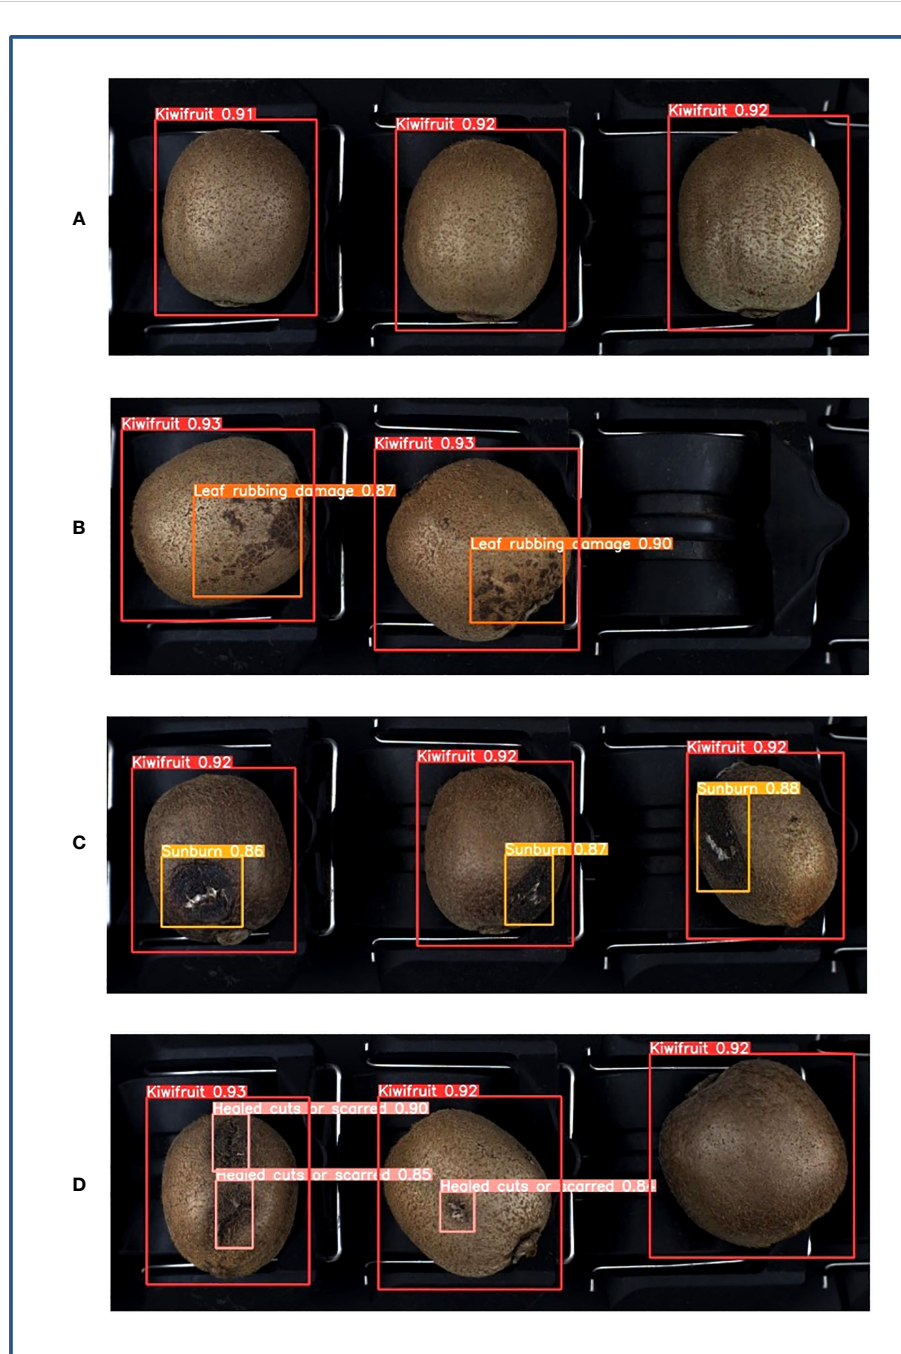 A
Kiwifruit 0.91
Kiwifruit 0.92
Kiwifruit 0.92
B
Kiwifruit 0.93
Kiwifruit 0.93
Leaf rubbing damage 0.87
Leaf rubbing damage 0.90
C
Kiwifruit 0.92
Kiwifruit 0.92
Kiwifruit 0.92
Sunburn 0.86
Sunburn 0.87
Sunburn 0.88
D
Kiwifruit 0.93
Kiwifruit 0.92
Kiwifruit 0.92
Healed cuts or scarred 0.90
Healed cuts or scarred 0.85
Healed cuts or scarred 0.84